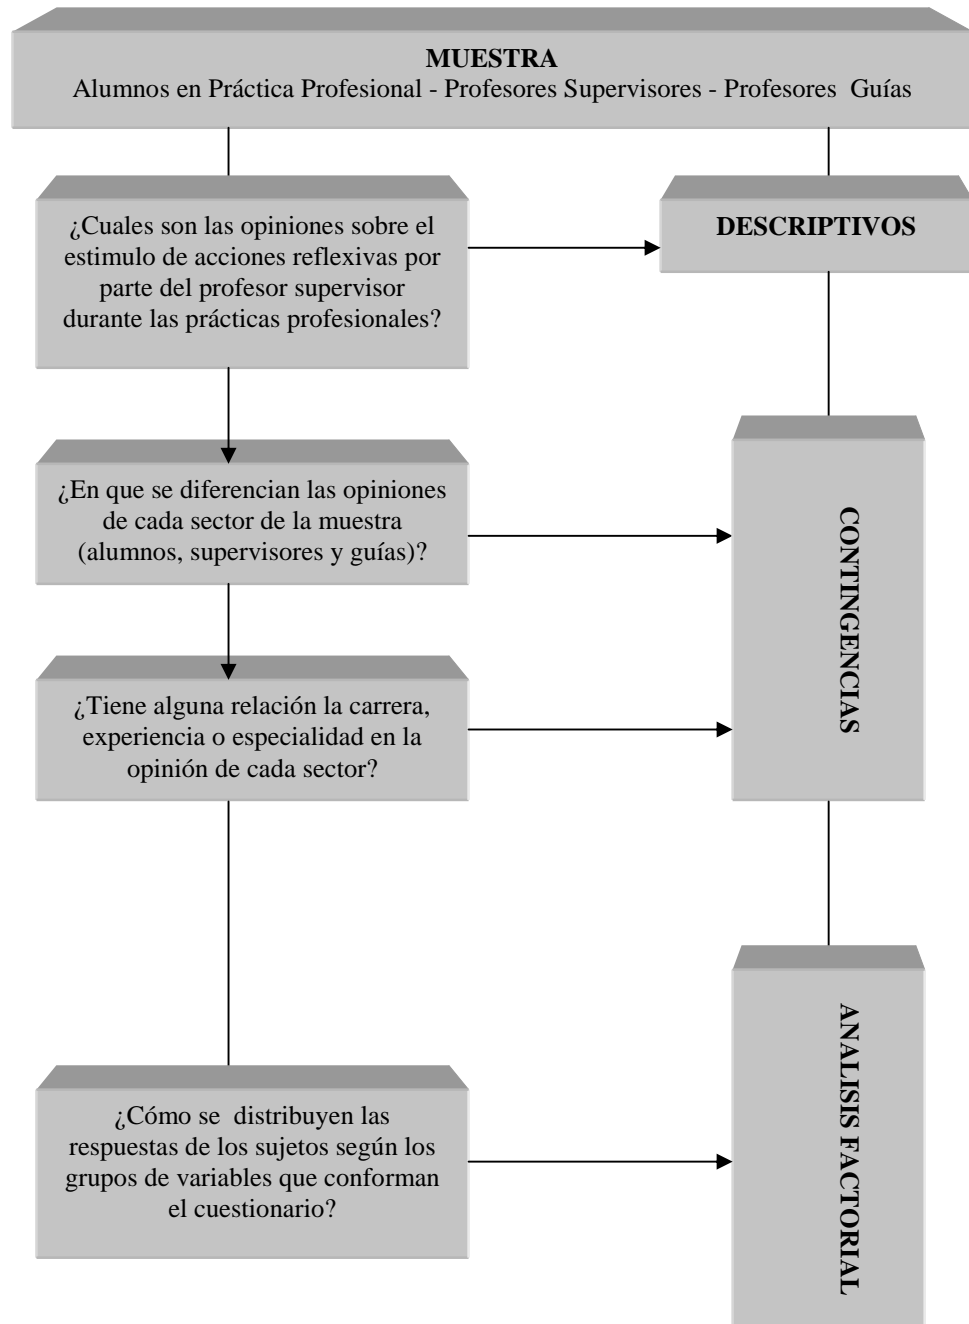 MUESTRA
Alumnos en Práctica Profesional - Profesores Supervisores - Profesores Guías
¿Cuales son las opiniones sobre el
estimulo de acciones reflexivas por
parte del profesor supervisor
durante las prácticas profesionales?
DESCRIPTIVOS
¿En que se diferencian las opiniones
de cada sector de la muestra
(alumnos, supervisores y guías)?
¿Tiene alguna relación la carrera,
experiencia o especialidad en la
opinión de cada sector?
CONTINGENCIAS
¿Cómo se distribuyen las
respuestas de los sujetos según los
grupos de variables que conforman
el cuestionario?
ANALISIS FACTORIAL